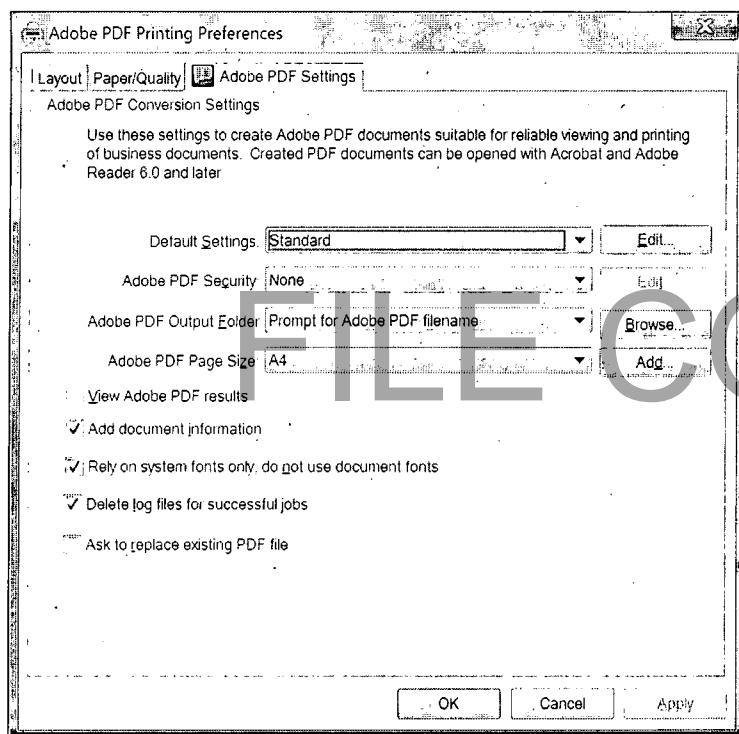 Adobe PDF Printing Preferences
Layout Paper/Quality Adobe PDF Settings
Adobe PDF Conversion Settings
Use these settings to create Adobe PDF documents suitable for reliable viewing and printing
of business documents. Created PDF documents can be opened with Acrobat and Adobe
Reader 6.0 and later
Default Settings. Standard Edit...
Adobe PDF Security None Edit
Adobe PDF Output Folder Prompt for Adobe PDF filename Browse...
Adobe PDF Page Size A4 Add...
View Adobe PDF results
Add document information
Rely on system fonts only, do not use document fonts
Delete log files for successful jobs
Ask to replace existing PDF file
OK Cancel Apply
FILE CO